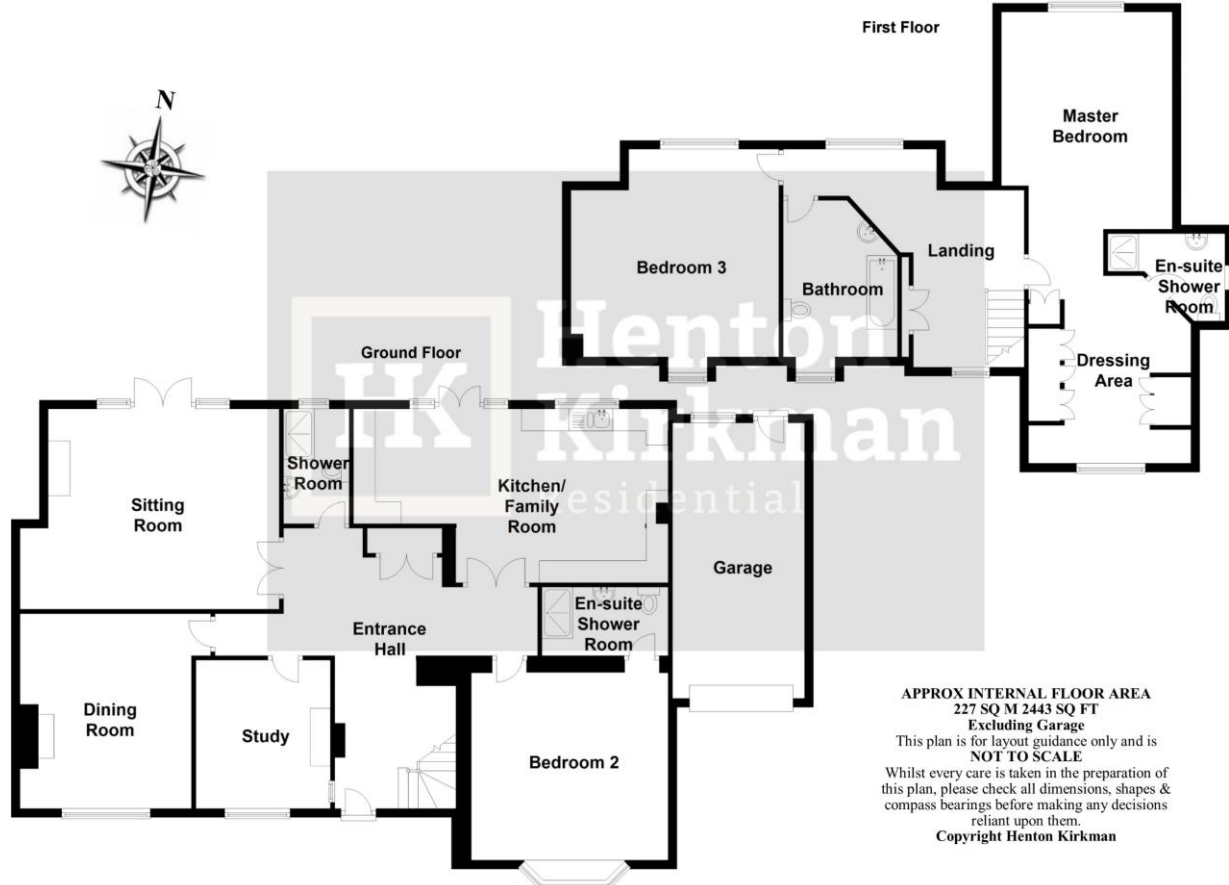 First Floor
N
Master
Bedroom
Bedroom 3
Landing
Bathroom
En-suite
Shower
Room
Dressing
Area
Henton
Kirkman
Residential
HK
Ground Floor
Shower
Room
Sitting
Room
Kitchen/
Family
Room
Garage
En-suite
Shower
Room
Entrance
Hall
Dining
Room
Study
Bedroom 2
APPROX INTERNAL FLOOR AREA
227 SQ M 2443 SQ FT
Excluding Garage
This plan is for layout guidance only and is
NOT TO SCALE
Whilst every care is taken in the preparation of
this plan, please check all dimensions, shapes &
compass bearings before making any decisions
reliant upon them.
Copyright Henton Kirkman